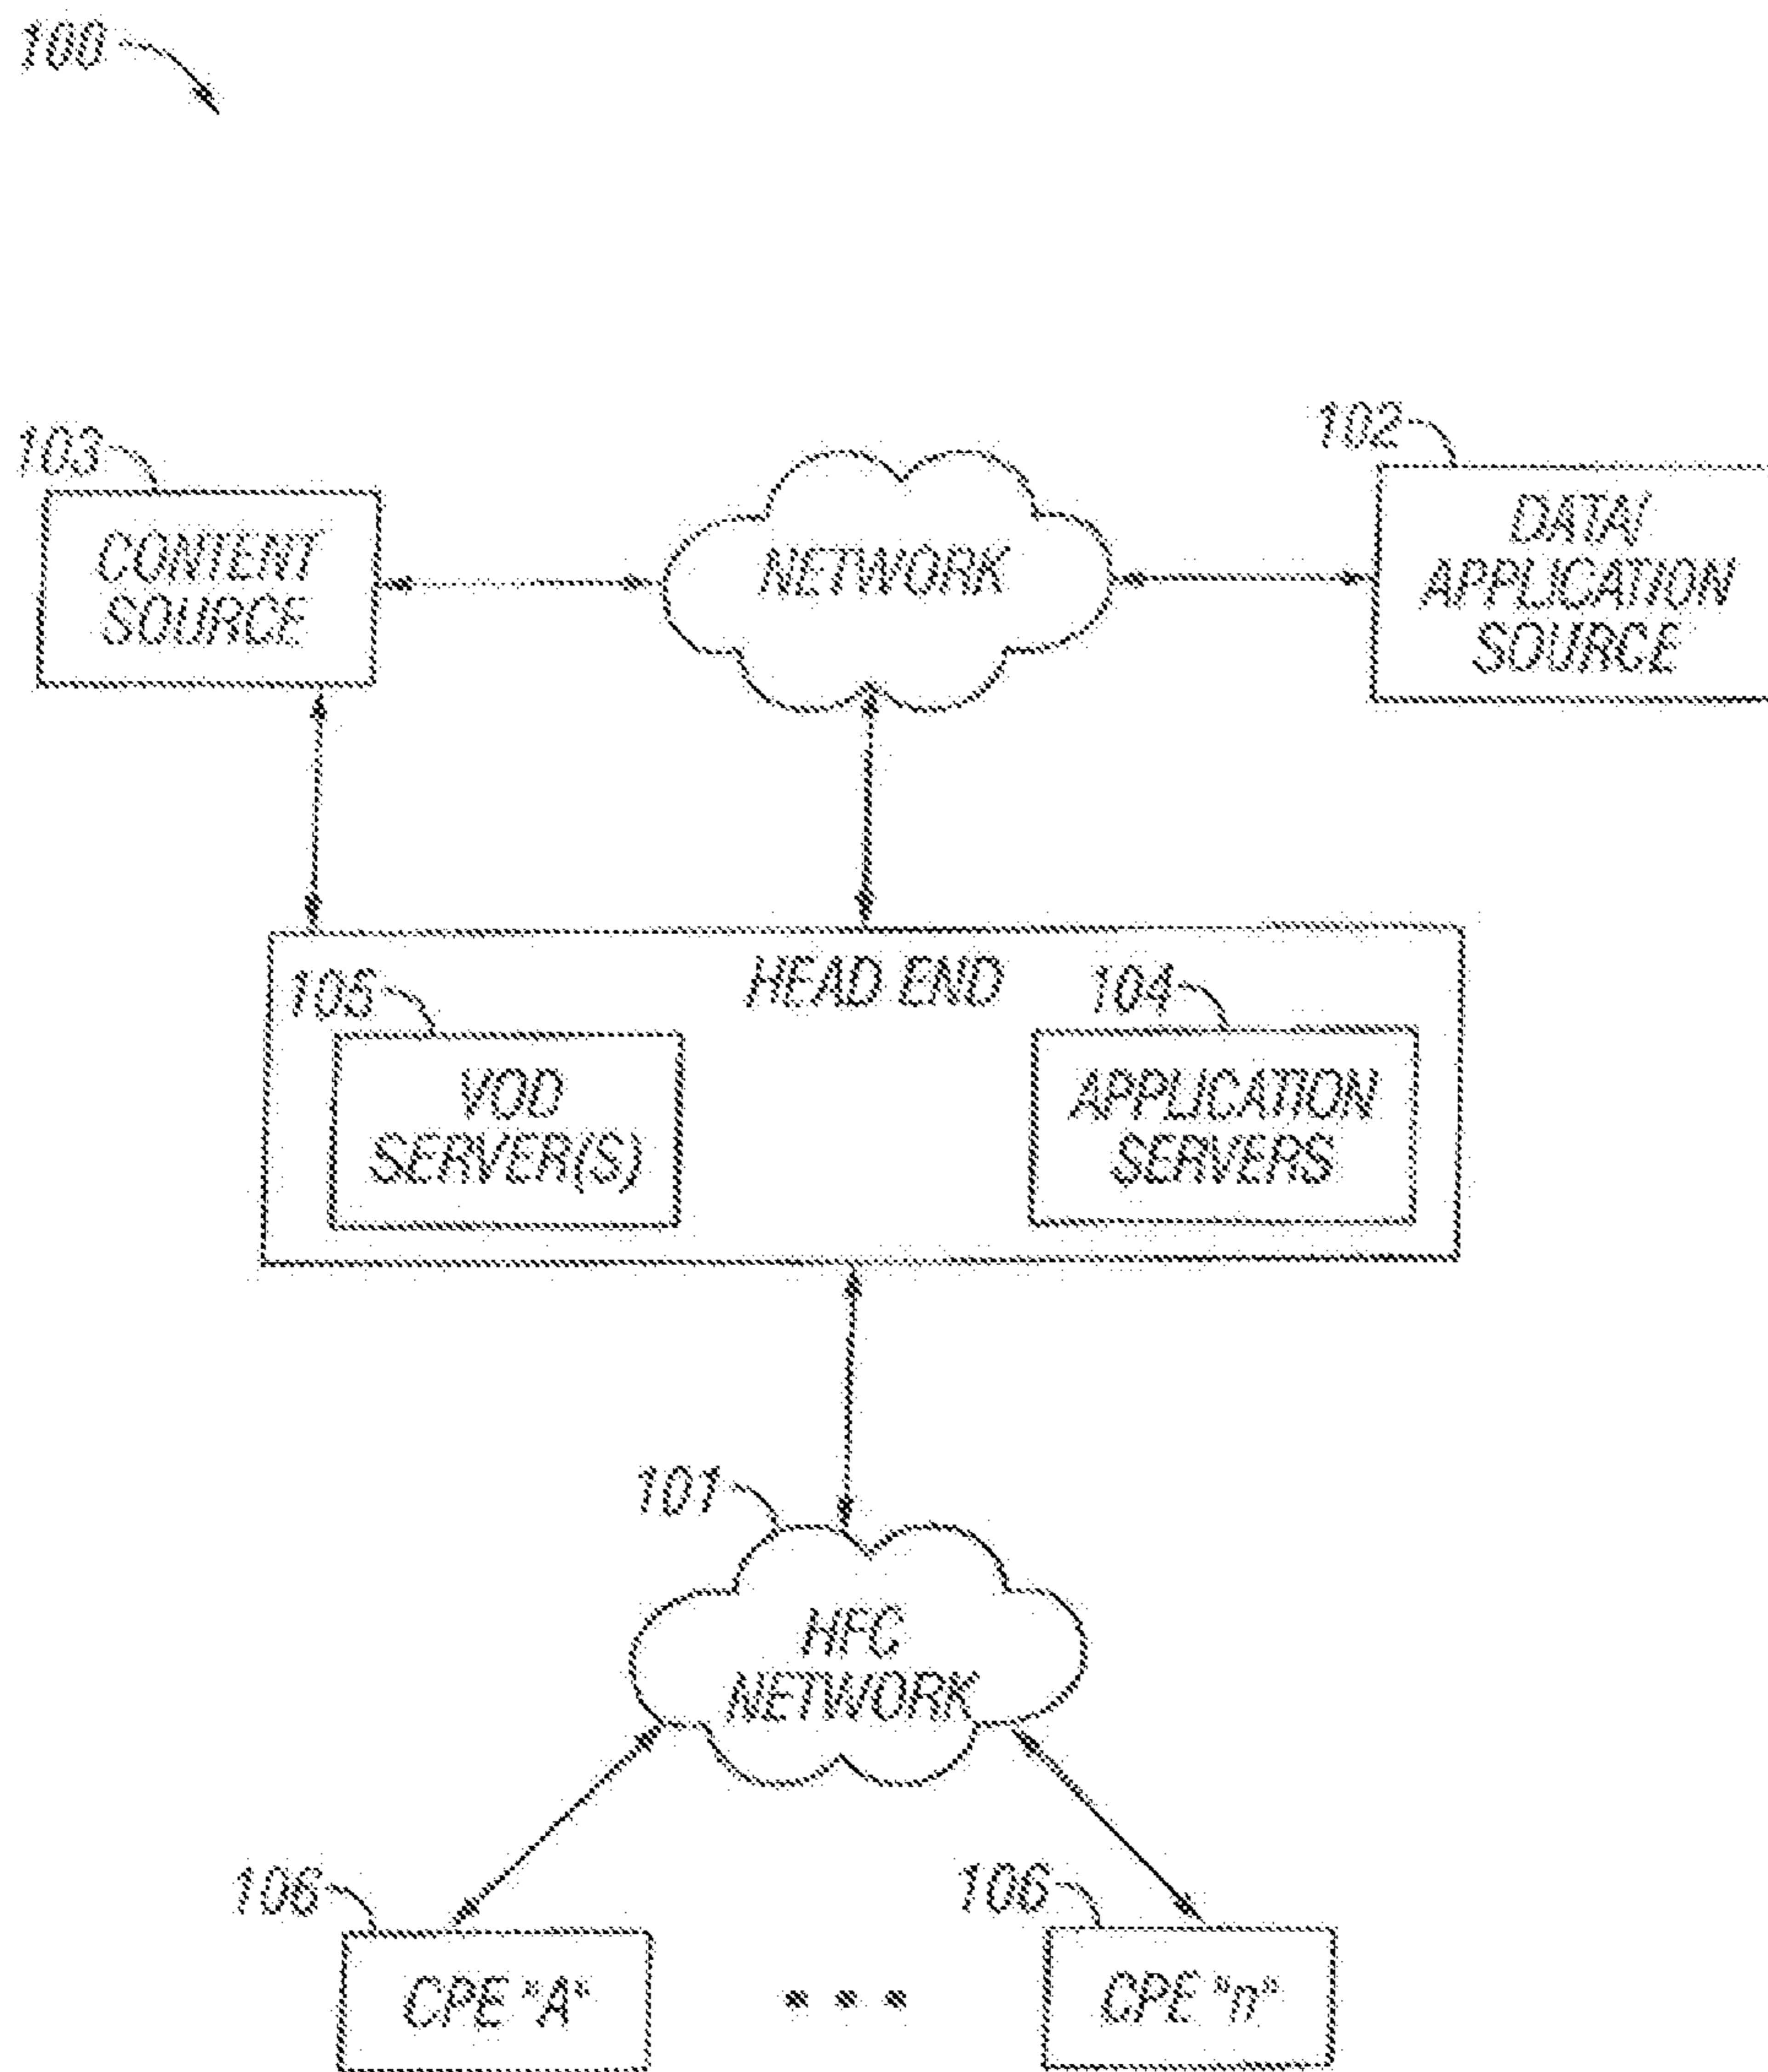 100
103
102
CONTENT
SOURCE
NETWORK
DATA/
APPLICATION
SOURCE
HEAD END
105
104
VOD
SERVER(S)
APPLICATION
SERVERS
101
HFC
NETWORK
106
106
CPE "A"
CPE "n"